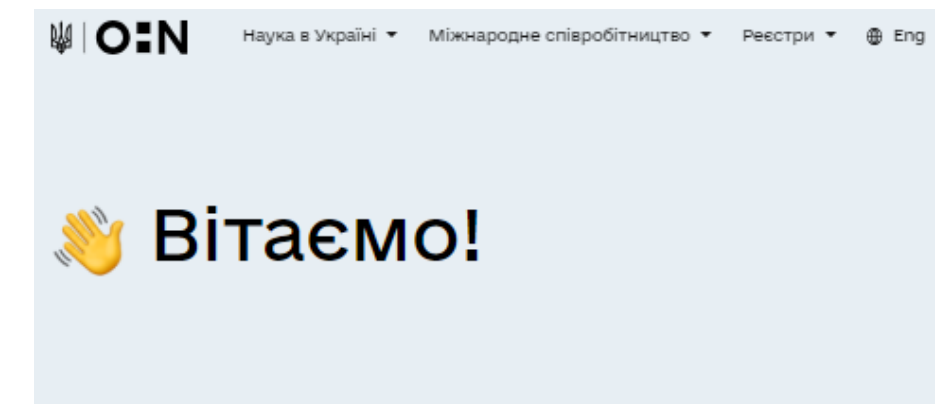 O:N Наука в Україні Міжнародне співробітництво Реєстри Eng
Вітаємо!